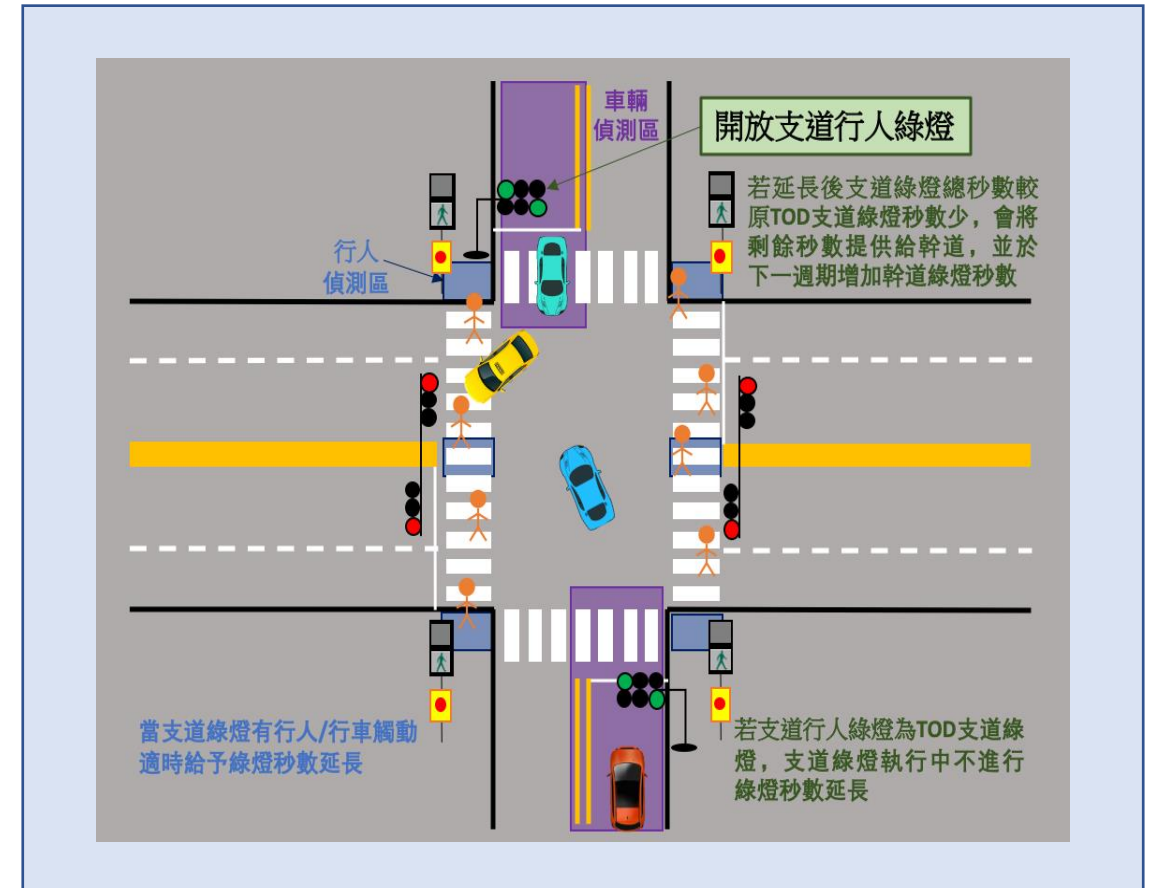 車輛
偵測區
開放支道行人綠燈
若延長後支道綠燈總秒數較
原TOD支道綠燈秒數少，會將
剩餘秒數提供給幹道，並於
下一週期增加幹道綠燈秒數
行人
偵測區
當支道綠燈有行人/行車觸動
適時給予綠燈秒數延長
若支道行人綠燈為TOD支道綠
燈，支道綠燈執行中不進行
綠燈秒數延長